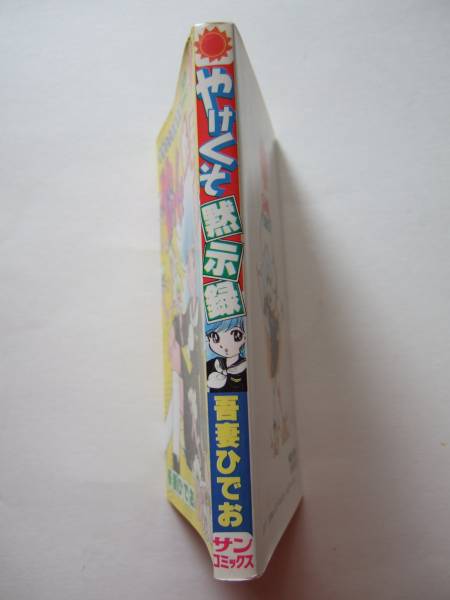 やけくそ
黙示録
吾妻ひでお
サン
コミックス